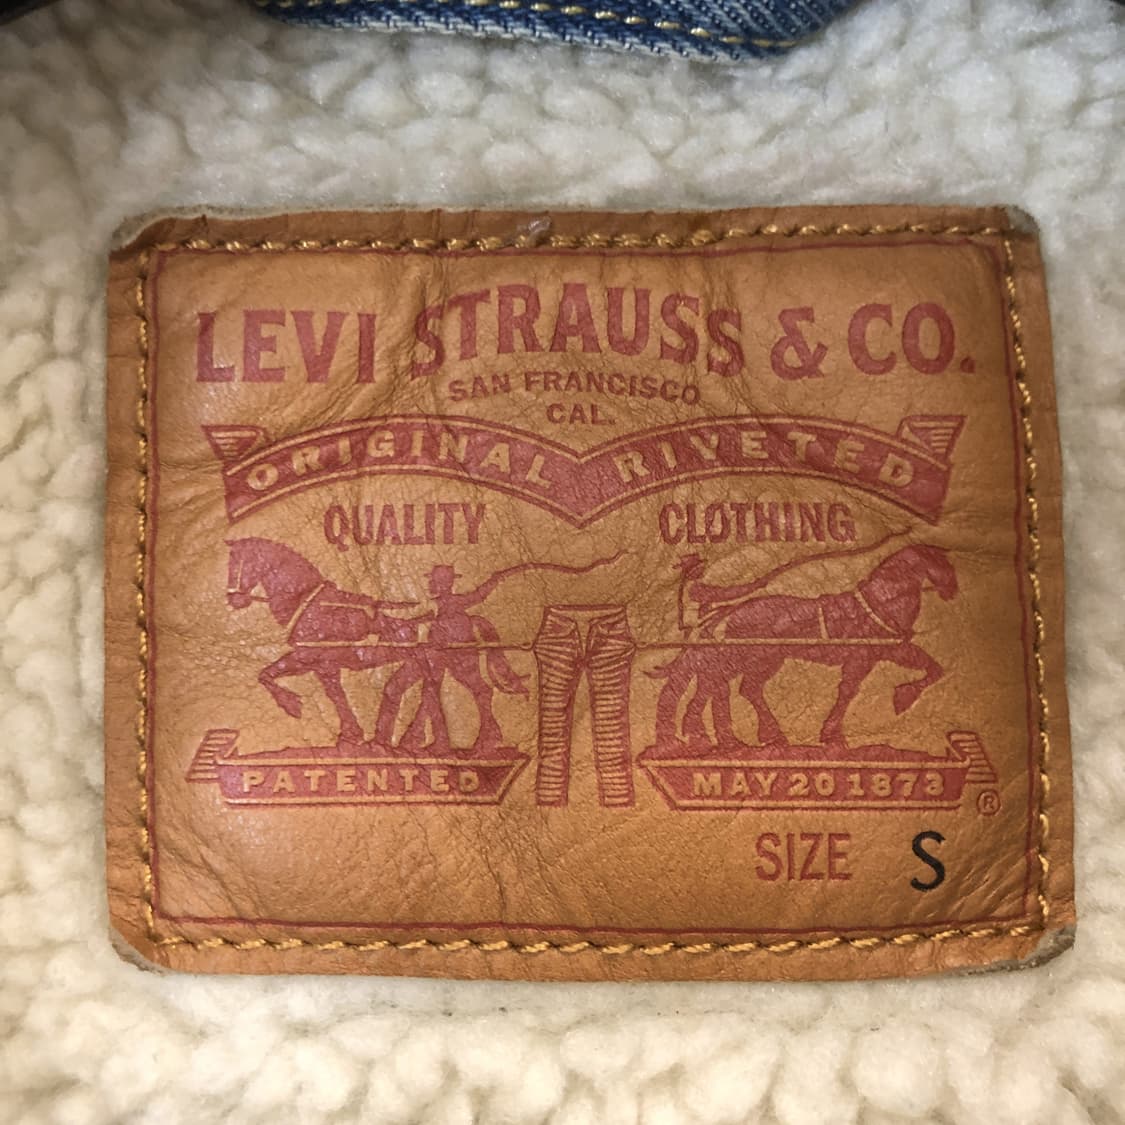 LEVI STRAUSS & CO.
SAN FRANCISCO
CAL.
ORIGINAL RIVETED
QUALITY CLOTHING
PATENTED MAY 20 1873
®
SIZE S